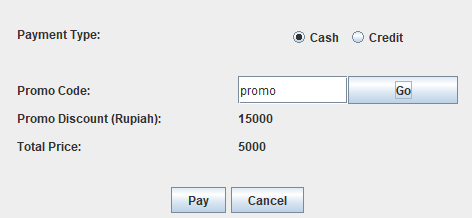 Payment Type: Cash Credit
Promo Code: promo Go
Promo Discount (Rupiah): 15000
Total Price: 5000
Pay Cancel